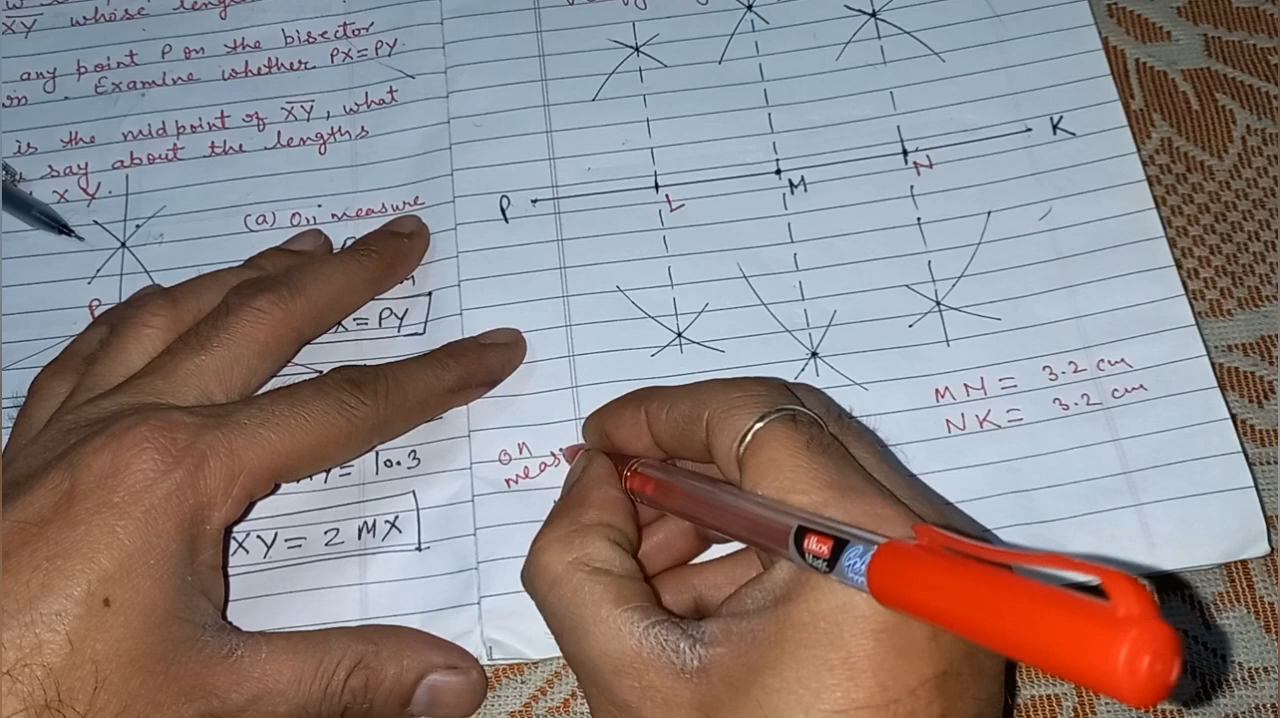 XY whose
any point P on the bisector
Examine whether PX=PY.
is the midpoint of XY, what
say about the lengths
XY.
(a) On measure
P
=PY
10.3
XY= 2 MX
P
L
M
N
K
MN= 3.2 cm
NK= 3.2 cm
on
meas
elkos